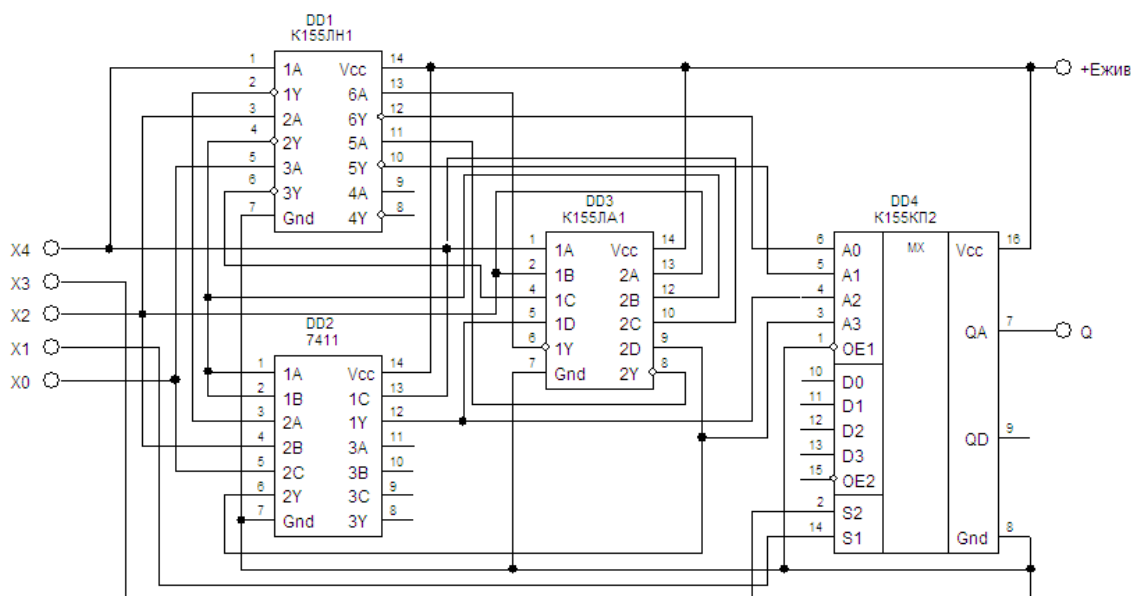 DD1
К155ЛН1
1 1A Vcc 14
2 1Y 6A 13
3 2A 6Y 12
4 2Y 5A 11
5 3A 5Y 10
6 3Y 4A 9
7 Gnd 4Y 8
+Eжив
DD3
К155ЛА1
1 1A Vcc 14
2 1B 2A 13
4 1C 2B 12
5 1D 2C 10
6 1Y 2D 9
7 Gnd 2Y 8
DD4
К155КП2
MX
6 A0 Vcc 16
5 A1
4 A2
3 A3 QA 7
1 OE1
10 D0
11 D1
12 D2 QD 9
13 D3
15 OE2
2 S2
14 S1 Gnd 8
Q
X4
X3
X2
X1
X0
DD2
7411
1 1A Vcc 14
2 1B 1C 13
3 2A 1Y 12
4 2B 3A 11
5 2C 3B 10
6 2Y 3C 9
7 Gnd 3Y 8